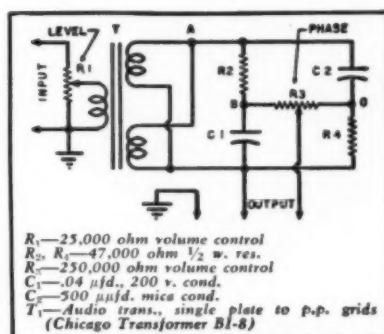 LEVEL
T
A
PHASE
INPUT
R1
R2
C2
R3
B
C1
R4
OUTPUT
R₁—25,000 ohm volume control
R₂, R₄—47,000 ohm ½ w. res.
R₃—250,000 ohm volume control
C₁—.04 µfd., 200 v. cond.
C₂—500 µµfd. mica cond.
T₁—Audio trans., single plate to p.p. grids
(Chicago Transformer BI-8)